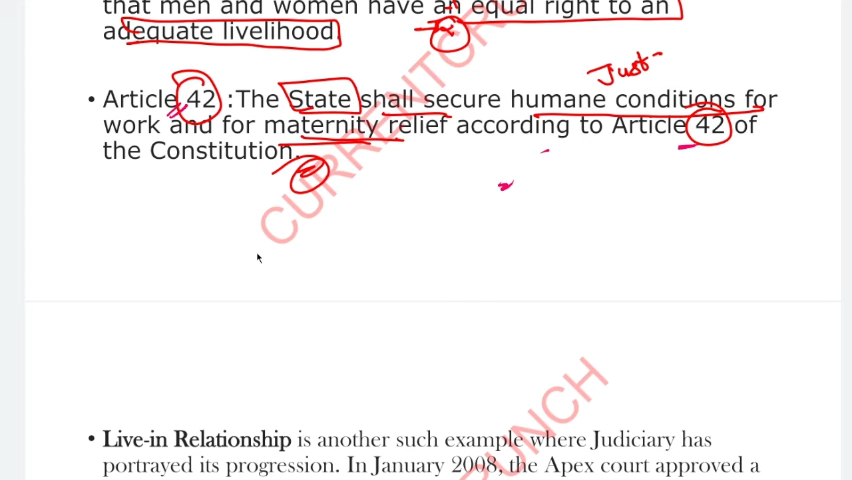 that men and women have an equal right to an
adequate livelihood.
• Article 42 :The State shall secure humane conditions for
work and for maternity relief according to Article 42 of
the Constitution.
Just
CURRENTCRUNCH
• Live-in Relationship is another such example where Judiciary has
portrayed its progression. In January 2008, the Apex court approved a